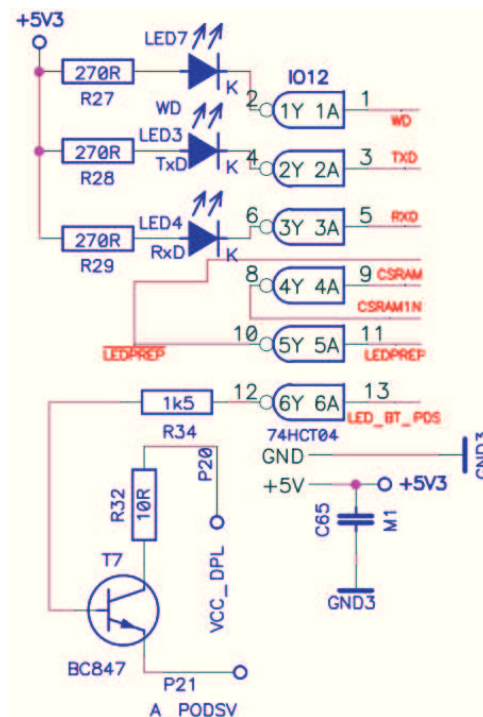 +5V3
LED7
270R
R27
K
WD
IO12
2 1Y 1A 1
WD
LED3
270R
R28
TxD
K
4 2Y 2A 3
TXD
LED4
270R
R29
RxD
K
6 3Y 3A 5
RXD
8 4Y 4A 9
CSRAM
CSRAM1N
LEDPREP
10 5Y 5A 11
LEDPREP
1k5
R34
12 6Y 6A 13
LED_BT_PDS
74HCT04
GND
GND3
+5V
+5V3
C65
M1
GND3
P20
R32
10R
VCC_DPL
T7
BC847
P21
A PODSV